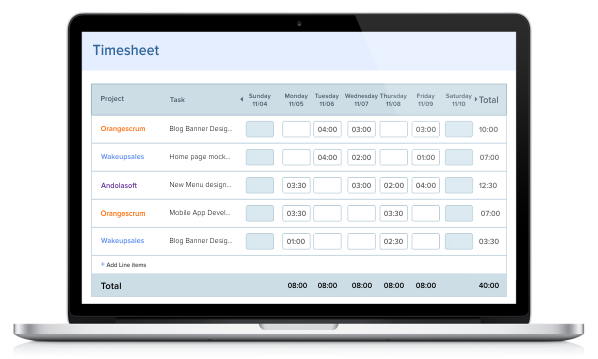 Timesheet
Project Task Sunday 11/04 Monday 11/05 Tuesday 11/06 Wednesday 11/07 Thursday 11/08 Friday 11/09 Saturday 11/10 Total
Orangescrum Blog Banner Desig... 04:00 03:00 03:00 10:00
Wakeupsales Home page mock... 04:00 02:00 01:00 07:00
Andolasoft New Menu design... 03:30 03:00 02:00 04:00 12:30
Orangescrum Mobile App Devel... 03:30 03:30 07:00
Wakeupsales Blog Banner Desig... 01:00 02:30 03:30
+ Add Line items
Total 08:00 08:00 08:00 08:00 08:00 40:00